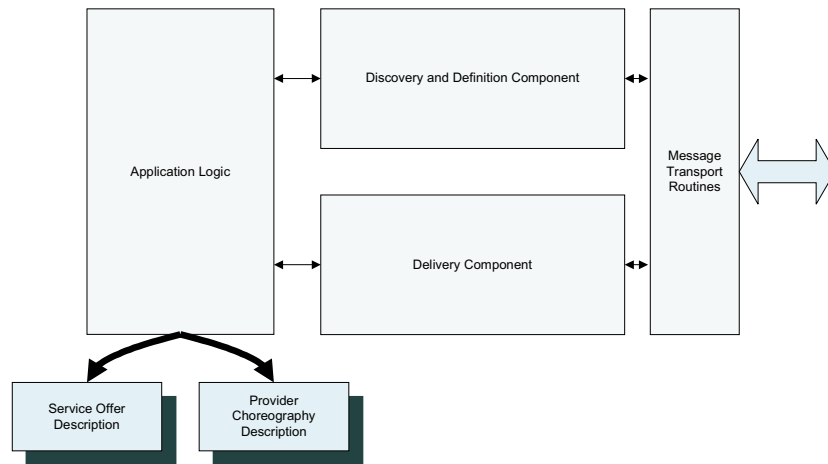 Discovery and Definition Component
Application Logic
Message
Transport
Routines
Delivery Component
Service Offer
Description
Provider
Choreography
Description